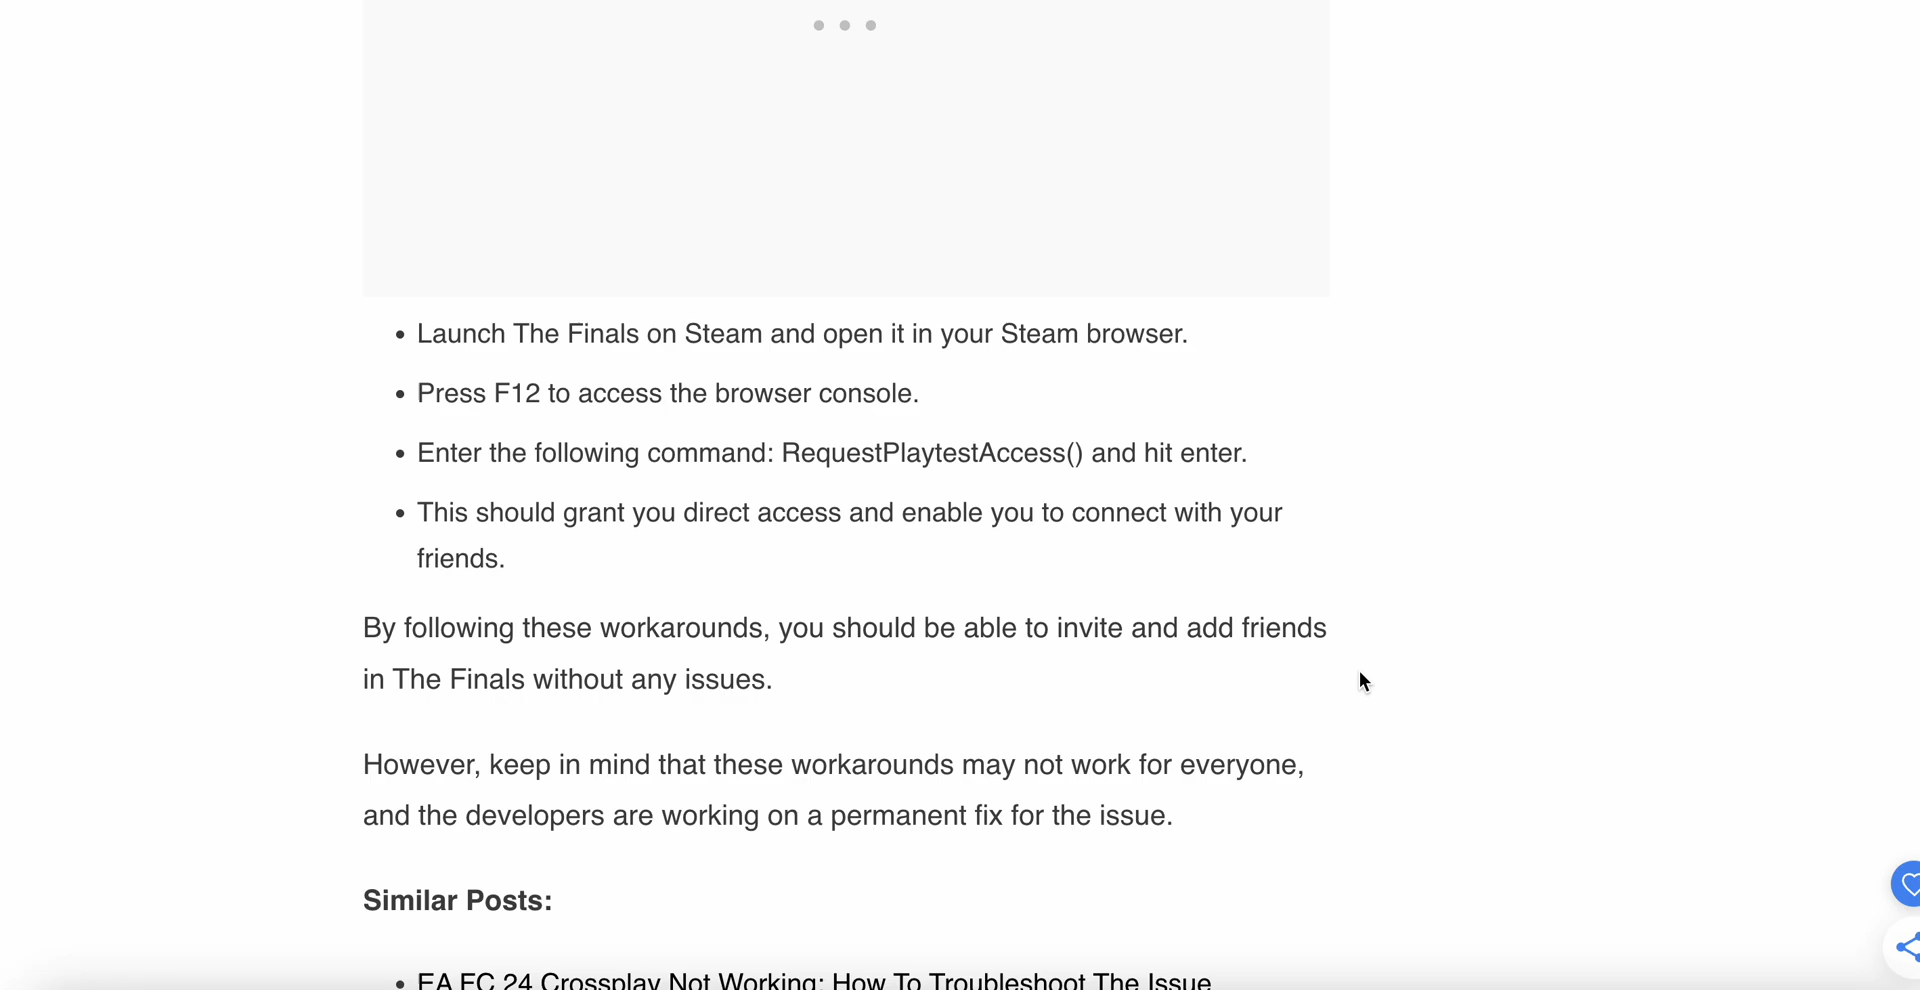 • Launch The Finals on Steam and open it in your Steam browser.
• Press F12 to access the browser console.
• Enter the following command: RequestPlaytestAccess() and hit enter.
• This should grant you direct access and enable you to connect with your
friends.
By following these workarounds, you should be able to invite and add friends
in The Finals without any issues.
However, keep in mind that these workarounds may not work for everyone,
and the developers are working on a permanent fix for the issue.
Similar Posts:
• EA FC 24 Crossplay Not Working: How To Troubleshoot The Issue